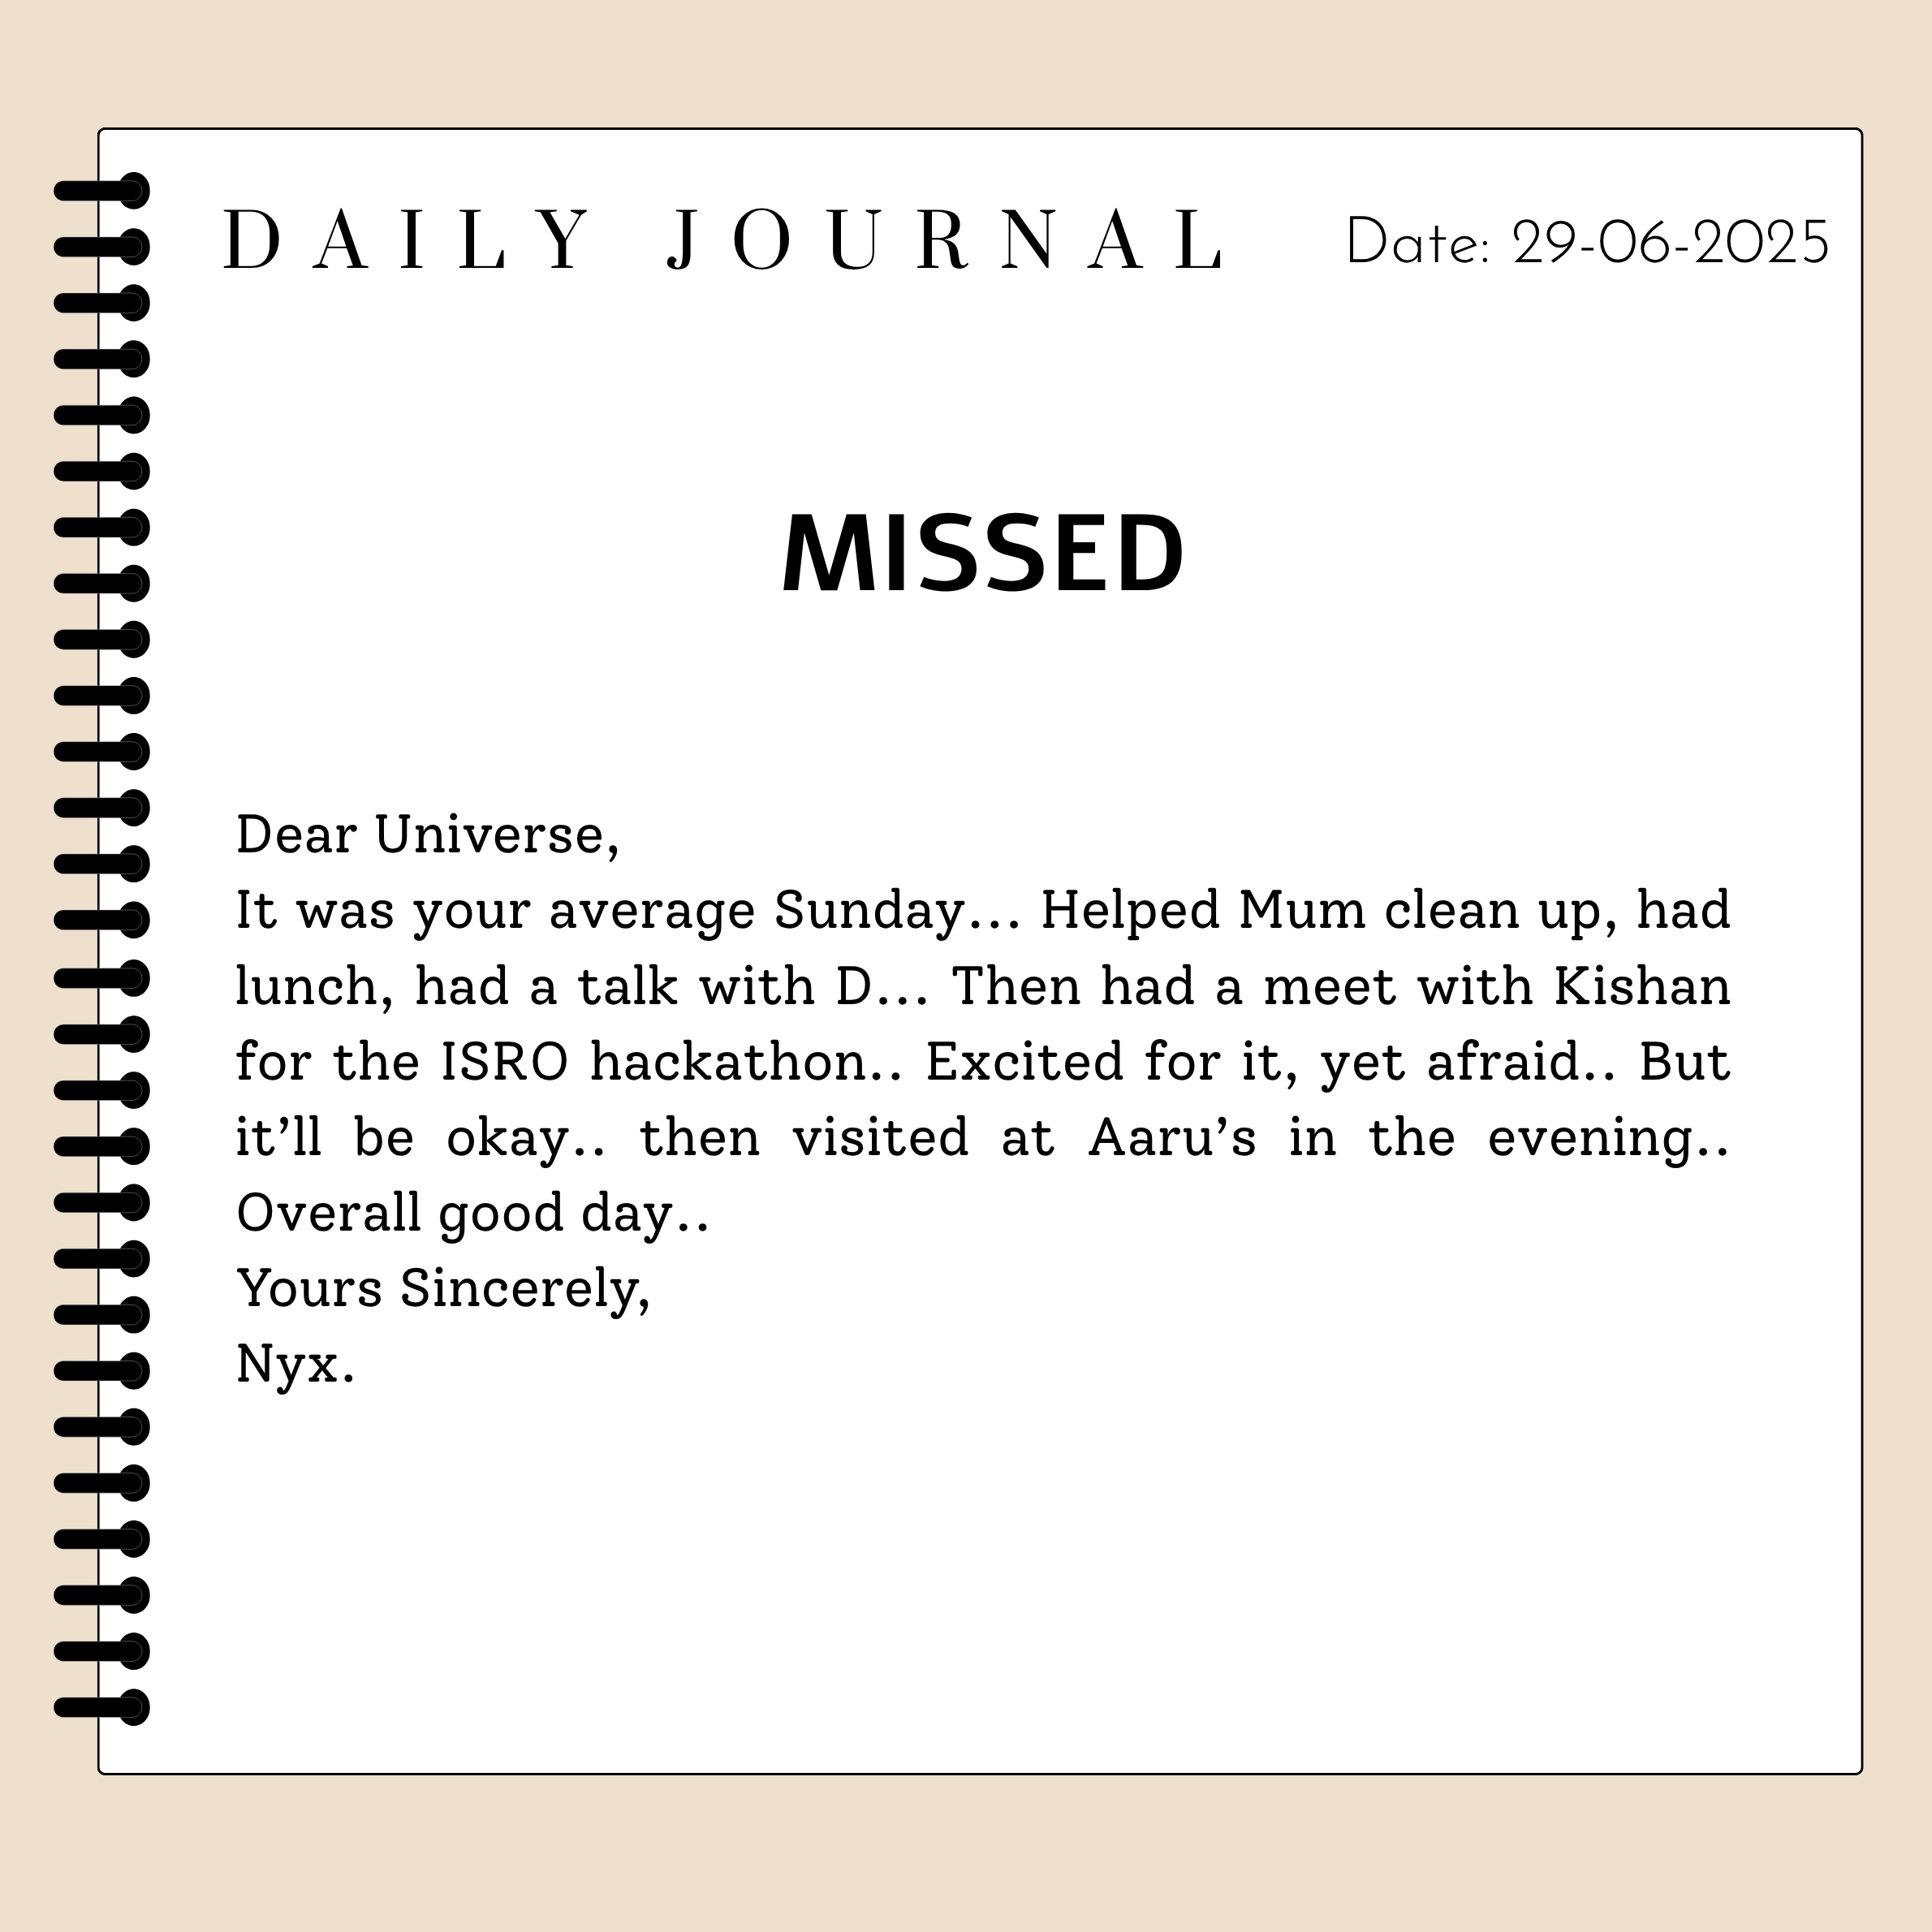 DAILY JOURNAL Date: 29-06-2025
MISSED
Dear Universe,
It was your average Sunday... Helped Mum clean up, had
lunch, had a talk with D... Then had a meet with Kishan
for the ISRO hackathon.. Excited for it, yet afraid.. But
it’ll be okay.. then visited at Aaru’s in the evening..
Overall good day..
Yours Sincerely,
Nyx.